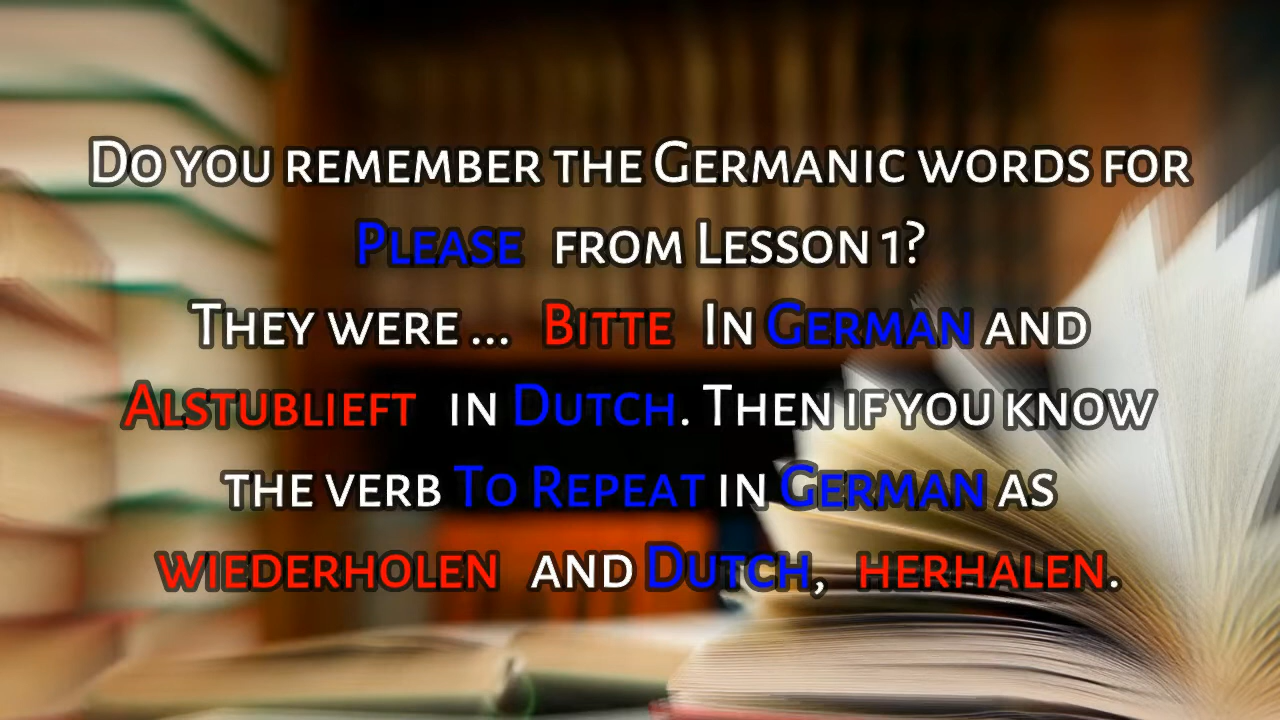 Do you remember the Germanic words for
Please from Lesson 1?
They were ... Bitte In German and
Alstublieft in Dutch. Then if you know
the verb To Repeat in German as
wiederholen and Dutch, herhalen.